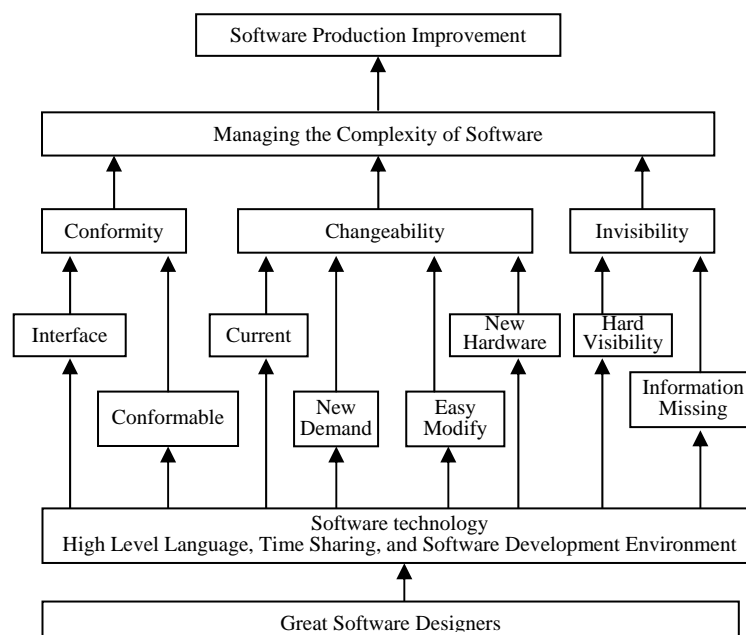 Software Production Improvement
Managing the Complexity of Software
Conformity
Changeability
Invisibility
Interface
Current
New
Hardware
Hard
Visibility
Conformable
New
Demand
Easy
Modify
Information
Missing
Software technology
High Level Language, Time Sharing, and Software Development Environment
Great Software Designers